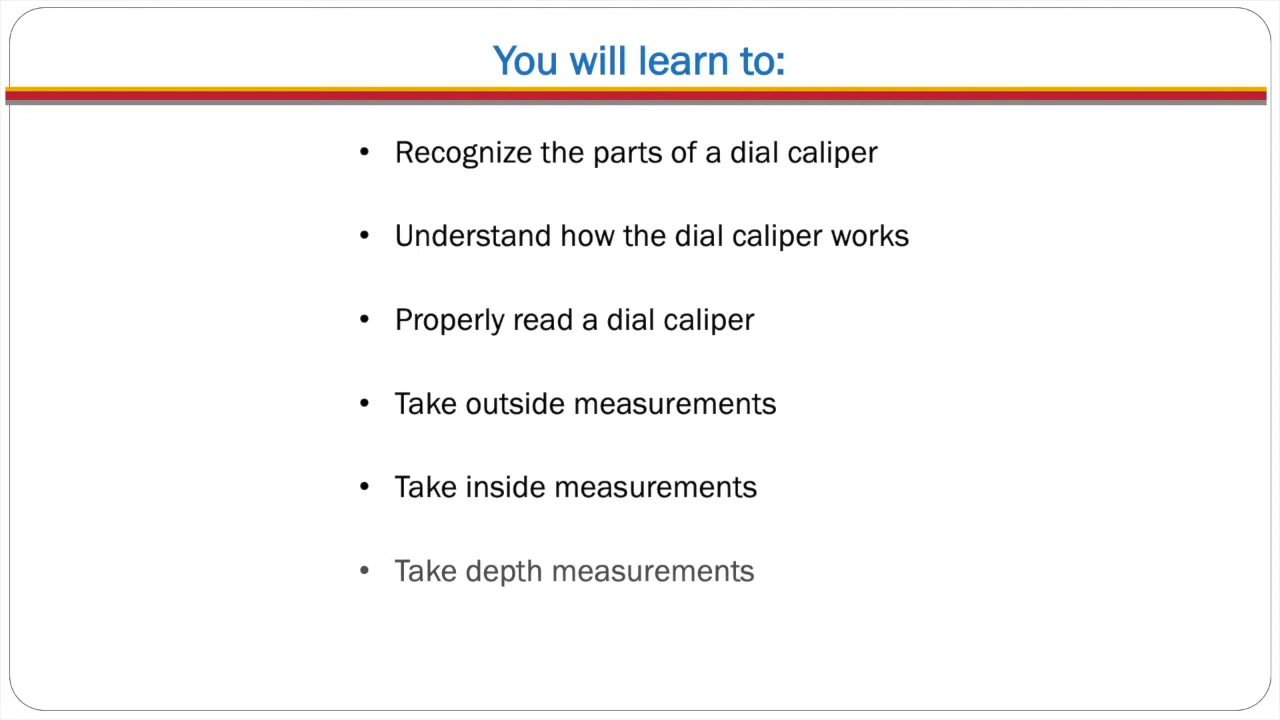 You will learn to:
• Recognize the parts of a dial caliper
• Understand how the dial caliper works
• Properly read a dial caliper
• Take outside measurements
• Take inside measurements
• Take depth measurements